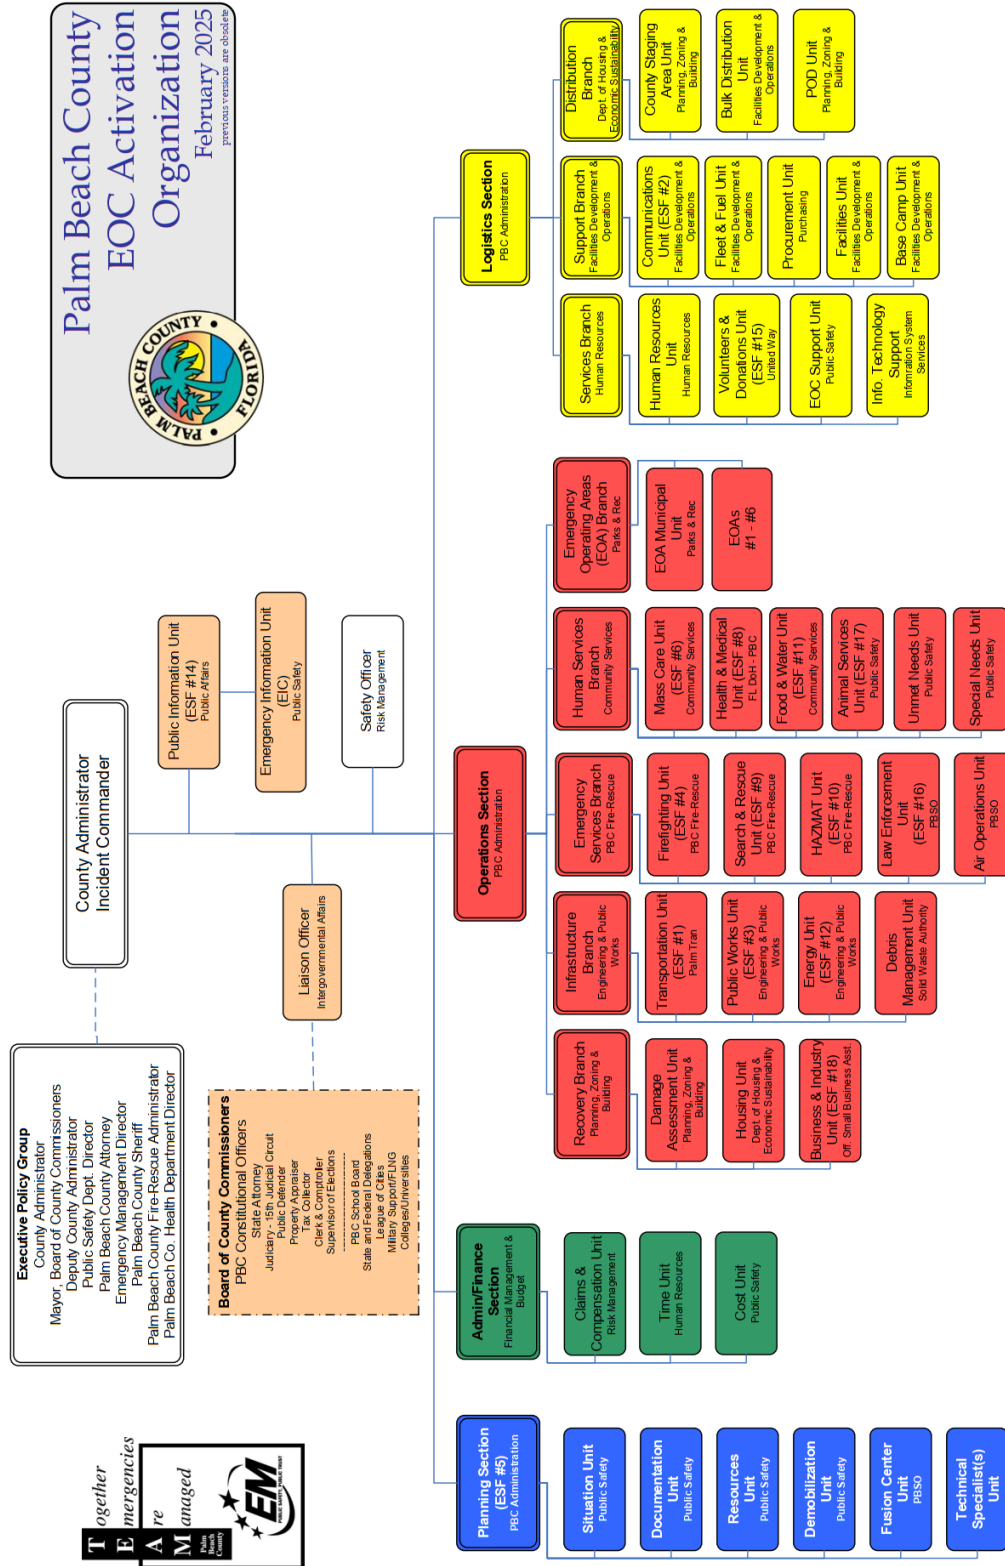 Together
Emergencies
Are
Managed
Palm
Beach
County
EM
PUBLIC SAFETY, PUBLIC TRUST
Executive Policy Group
County Administrator
Mayor, Board of County Commissioners
Deputy County Administrator
Public Safety Dept. Director
Palm Beach County Attorney
Emergency Management Director
Palm Beach County Sheriff
Palm Beach County Fire-Rescue Administrator
Palm Beach Co. Health Department Director
County Administrator
Incident Commander
Palm Beach County
EOC Activation
Organization
February 2025
previous versions are obsolete
PALM BEACH COUNTY • FLORIDA •
Board of County Commissioners
PBC Constitutional Officers
State Attorney
Judiciary - 15th Judicial Circuit
Public Defender
Property Appraiser
Tax Collector
Clerk & Comptroller
Supervisor of Elections
--------------------
PBC School Board
State and Federal Delegations
League of Cities
Military Support/FL NG
Colleges/Universities
Liaison Officer
Intergovernmental Affairs
Public Information Unit
(ESF #14)
Public Affairs
Emergency Information Unit
(EIC)
Public Safety
Safety Officer
Risk Management
Planning Section
(ESF #5)
PBC Administration
Situation Unit
Public Safety
Documentation
Unit
Public Safety
Resources
Unit
Public Safety
Demobilization
Unit
Public Safety
Fusion Center
Unit
PBSO
Technical
Specialist(s)
Unit
Admin/Finance
Section
Financial Management &
Budget
Claims &
Compensation Unit
Risk Management
Time Unit
Human Resources
Cost Unit
Public Safety
Operations Section
PBC Administration
Recovery Branch
Planning, Zoning &
Building
Damage
Assessment Unit
Planning, Zoning &
Building
Housing Unit
Dept. of Housing &
Economic Sustainability
Business & Industry
Unit (ESF #18)
Off. Small Business Asst.
Infrastructure
Branch
Engineering & Public
Works
Transportation Unit
(ESF #1)
Palm Tran
Public Works Unit
(ESF #3)
Engineering & Public
Works
Energy Unit
(ESF #12)
Engineering & Public
Works
Debris
Management Unit
Solid Waste Authority
Emergency
Services Branch
PBC Fire-Rescue
Firefighting Unit
(ESF #4)
PBC Fire-Rescue
Search & Rescue
Unit (ESF #9)
PBC Fire-Rescue
HAZMAT Unit
(ESF #10)
PBC Fire-Rescue
Law Enforcement
Unit
(ESF #16)
PBSO
Air Operations Unit
PBSO
Human Services
Branch
Community Services
Mass Care Unit
(ESF #6)
Community Services
Health & Medical
Unit (ESF #8)
FL DoH - PBC
Food & Water Unit
(ESF #11)
Community Services
Animal Services
Unit (ESF #17)
Public Safety
Unmet Needs Unit
Public Safety
Special Needs Unit
Public Safety
Emergency
Operating Areas
(EOA) Branch
Parks & Rec
EOA Municipal
Unit
Parks & Rec
EOAs
#1 - #6
Logistics Section
PBC Administration
Services Branch
Human Resources
Human Resources
Unit
Human Resources
Volunteers &
Donations Unit
(ESF #15)
United Way
EOC Support Unit
Public Safety
Info. Technology
Support
Infomration System
Services
Support Branch
Facilities Development &
Operations
Communications
Unit (ESF #2)
Facilities Development &
Operations
Fleet & Fuel Unit
Facilities Development &
Operations
Procurement Unit
Purchasing
Facilities Unit
Facilities Development &
Operations
Base Camp Unit
Facilities Development &
Operations
Distribution
Branch
Dept. of Housing &
Economic Sustainability
County Staging
Area Unit
Planning, Zoning &
Building
Bulk Distribution
Unit
Facilities Development &
Operations
POD Unit
Planning, Zoning &
Building